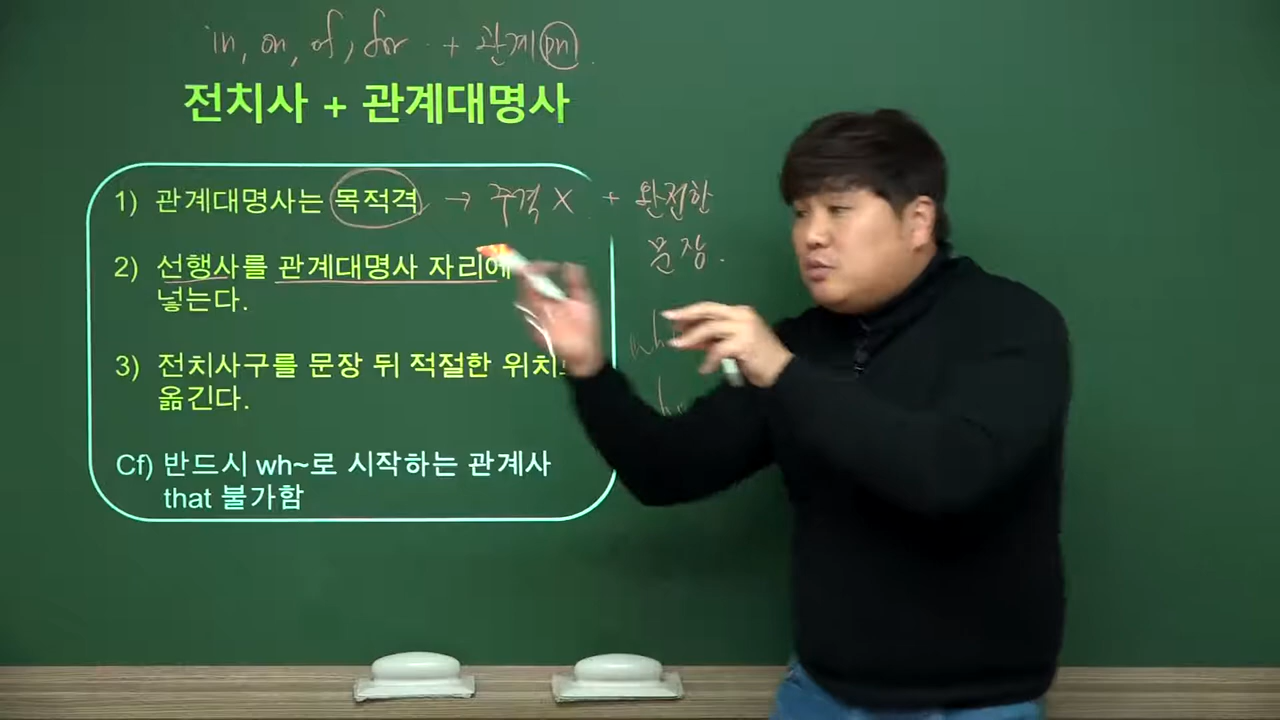 in, on, of, for .. + 관계 pn.
전치사 + 관계대명사
1) 관계대명사는 목적격 → 주격 X + 완전한
문장.
2) 선행사를 관계대명사 자리에
넣는다.
3) 전치사구를 문장 뒤 적절한 위치
옮긴다.
Cf) 반드시 wh~로 시작하는 관계사
that 불가함